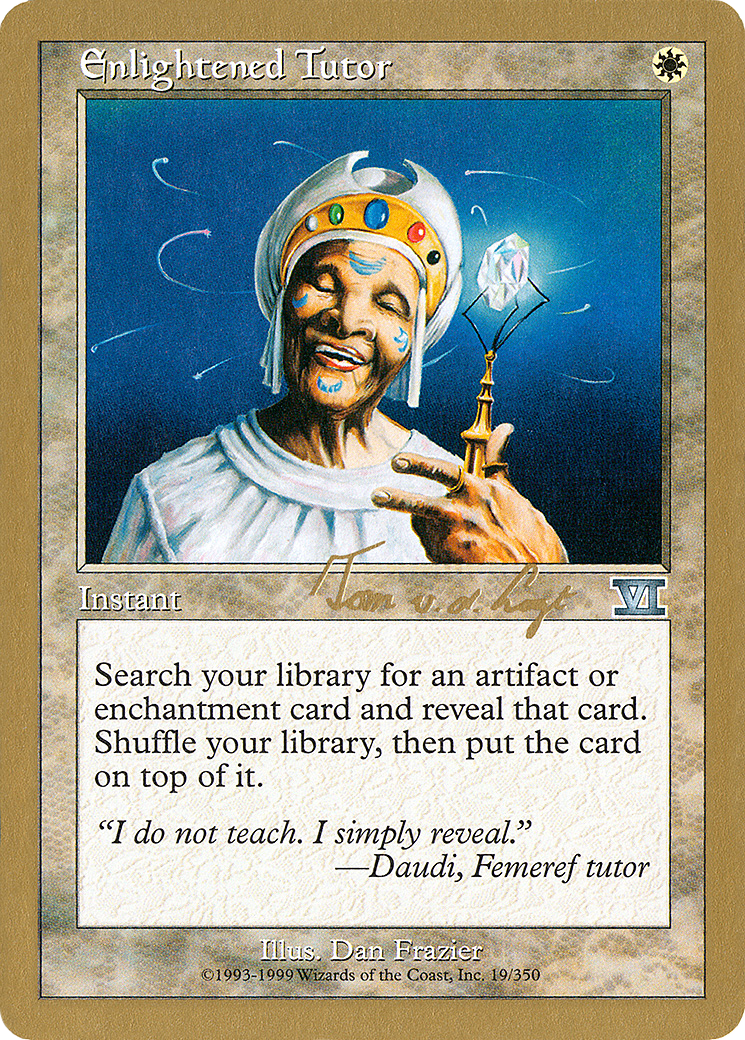 Enlightened Tutor
Instant
Tom v. d. Logt
VI
Search your library for an artifact or
enchantment card and reveal that card.
Shuffle your library, then put the card
on top of it.
“I do not teach. I simply reveal.”
—Daudi, Femeref tutor
Illus. Dan Frazier
©1993-1999 Wizards of the Coast, Inc. 19/350